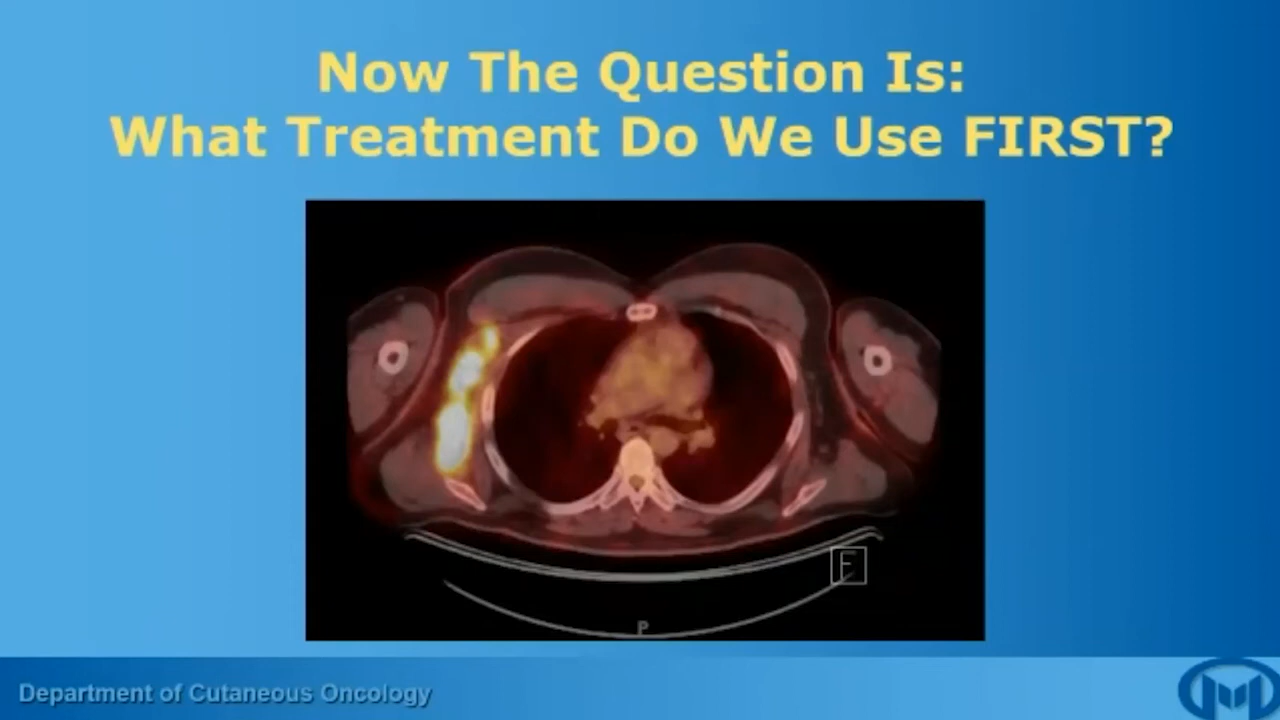 Now The Question Is:
What Treatment Do We Use FIRST?
F
P
Department of Cutaneous Oncology